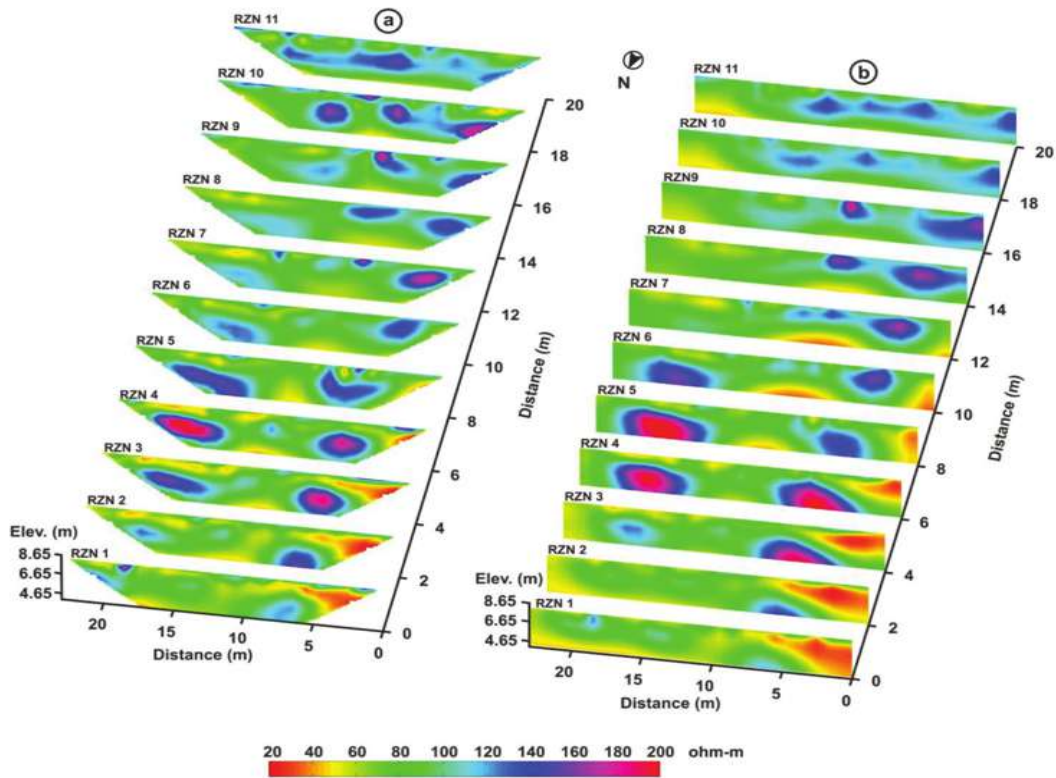 a
RZN 11
RZN 10
RZN 9
RZN 8
RZN 7
RZN 6
RZN 5
RZN 4
RZN 3
RZN 2
RZN 1
Elev. (m)
8.65
6.65
4.65
20 15 10 5 0
Distance (m)
0
2
4
6
8
10
12
14
16
18
20
Distance (m)
N
b
RZN 11
RZN 10
RZN9
RZN 8
RZN 7
RZN 6
RZN 5
RZN 4
RZN 3
RZN 2
RZN 1
Elev. (m)
8.65
6.65
4.65
20 15 10 5 0
Distance (m)
0
2
4
6
8
10
12
14
16
18
20
Distance (m)
20 40 60 80 100 120 140 160 180 200 ohm-m